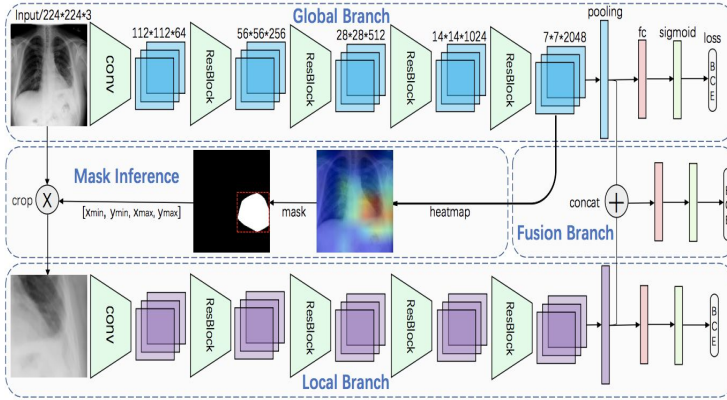 Global Branch
Input/224*224*3
conv
112*112*64
ResBlock
56*56*256
ResBlock
28*28*512
ResBlock
14*14*1024
ResBlock
7*7*2048
pooling
fc
sigmoid
loss
B
C
E
Mask Inference
crop
X
[xmin, ymin, xmax, ymax]
mask
heatmap
concat
+
Fusion Branch
conv
ResBlock
ResBlock
ResBlock
ResBlock
B
C
E
Local Branch